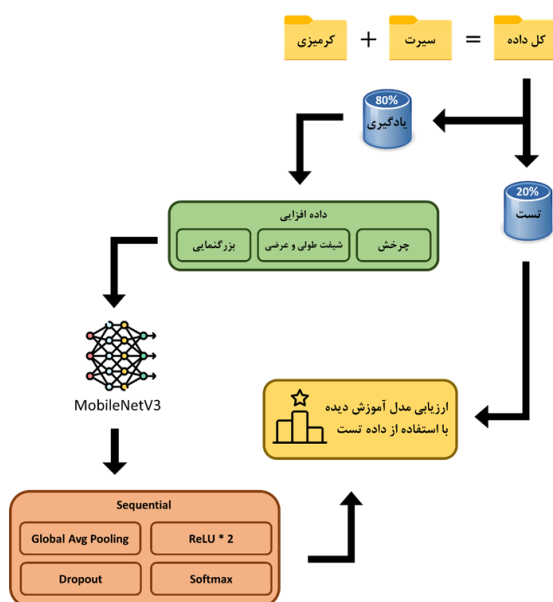 کل داده = سیرت + کرمیزی
80%
یادگیری
20%
تست
داده افزایی
چرخش
شیفت طولی و عرضی
بزرگنمایی
MobileNetV3
ارزیابی مدل آموزش دیده
با استفاده از داده تست
Sequential
Global Avg Pooling
ReLU * 2
Dropout
Softmax